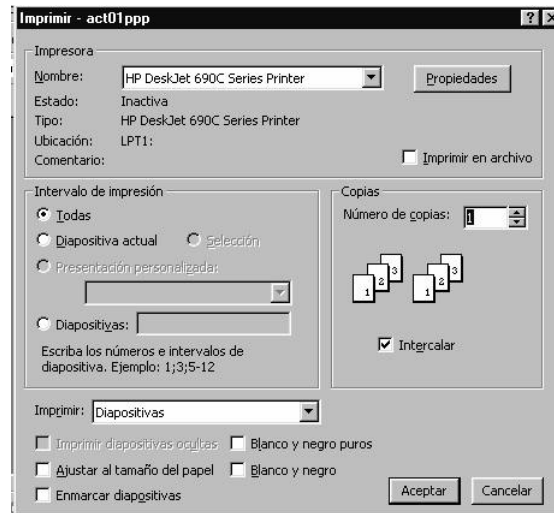 Imprimir - act01ppp
Impresora
Nombre: HP DeskJet 690C Series Printer Propiedades
Estado: Inactiva
Tipo: HP DeskJet 690C Series Printer
Ubicación: LPT1:
Comentario: Imprimir en archivo
Intervalo de impresión
Todas
Diapositiva actual Selección
Presentación personalizada:
Diapositivas:
Escriba los números e intervalos de
diapositiva. Ejemplo: 1;3;5-12
Copias
Número de copias: 1
1 2 3 1 2 3
Intercalar
Imprimir: Diapositivas
Imprimir diapositivas ocultas Blanco y negro puros
Ajustar al tamaño del papel Blanco y negro
Enmarcar diapositivas
Aceptar Cancelar